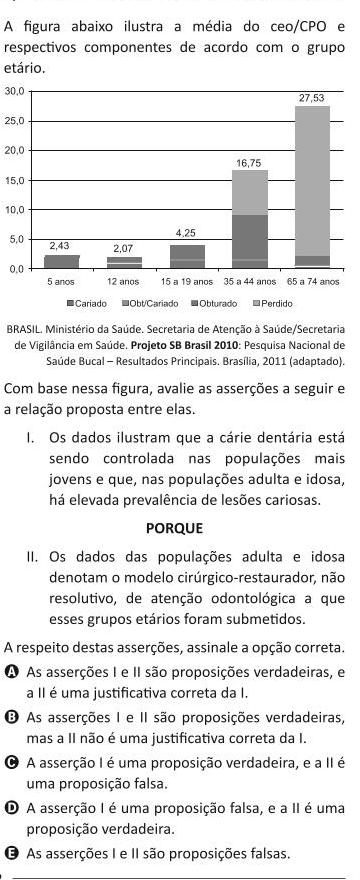 A figura abaixo ilustra a média do ceo/CPO e
respectivos componentes de acordo com o grupo
etário.
30,0
25,0
20,0
15,0
10,0
5,0
0,0
2,43
2,07
4,25
16,75
27,53
5 anos
12 anos
15 a 19 anos
35 a 44 anos
65 a 74 anos
Cariado
Obt/Cariado
Obturado
Perdido
BRASIL. Ministério da Saúde. Secretaria de Atenção à Saúde/Secretaria
de Vigilância em Saúde. Projeto SB Brasil 2010: Pesquisa Nacional de
Saúde Bucal – Resultados Principais. Brasília, 2011 (adaptado).
Com base nessa figura, avalie as asserções a seguir e
a relação proposta entre elas.
I. Os dados ilustram que a cárie dentária está
sendo controlada nas populações mais
jovens e que, nas populações adulta e idosa,
há elevada prevalência de lesões cariosas.
PORQUE
II. Os dados das populações adulta e idosa
denotam o modelo cirúrgico-restaurador, não
resolutivo, de atenção odontológica a que
esses grupos etários foram submetidos.
A respeito destas asserções, assinale a opção correta.
A As asserções I e II são proposições verdadeiras, e
a II é uma justificativa correta da I.
B As asserções I e II são proposições verdadeiras,
mas a II não é uma justificativa correta da I.
C A asserção I é uma proposição verdadeira, e a II é
uma proposição falsa.
D A asserção I é uma proposição falsa, e a II é uma
proposição verdadeira.
E As asserções I e II são proposições falsas.